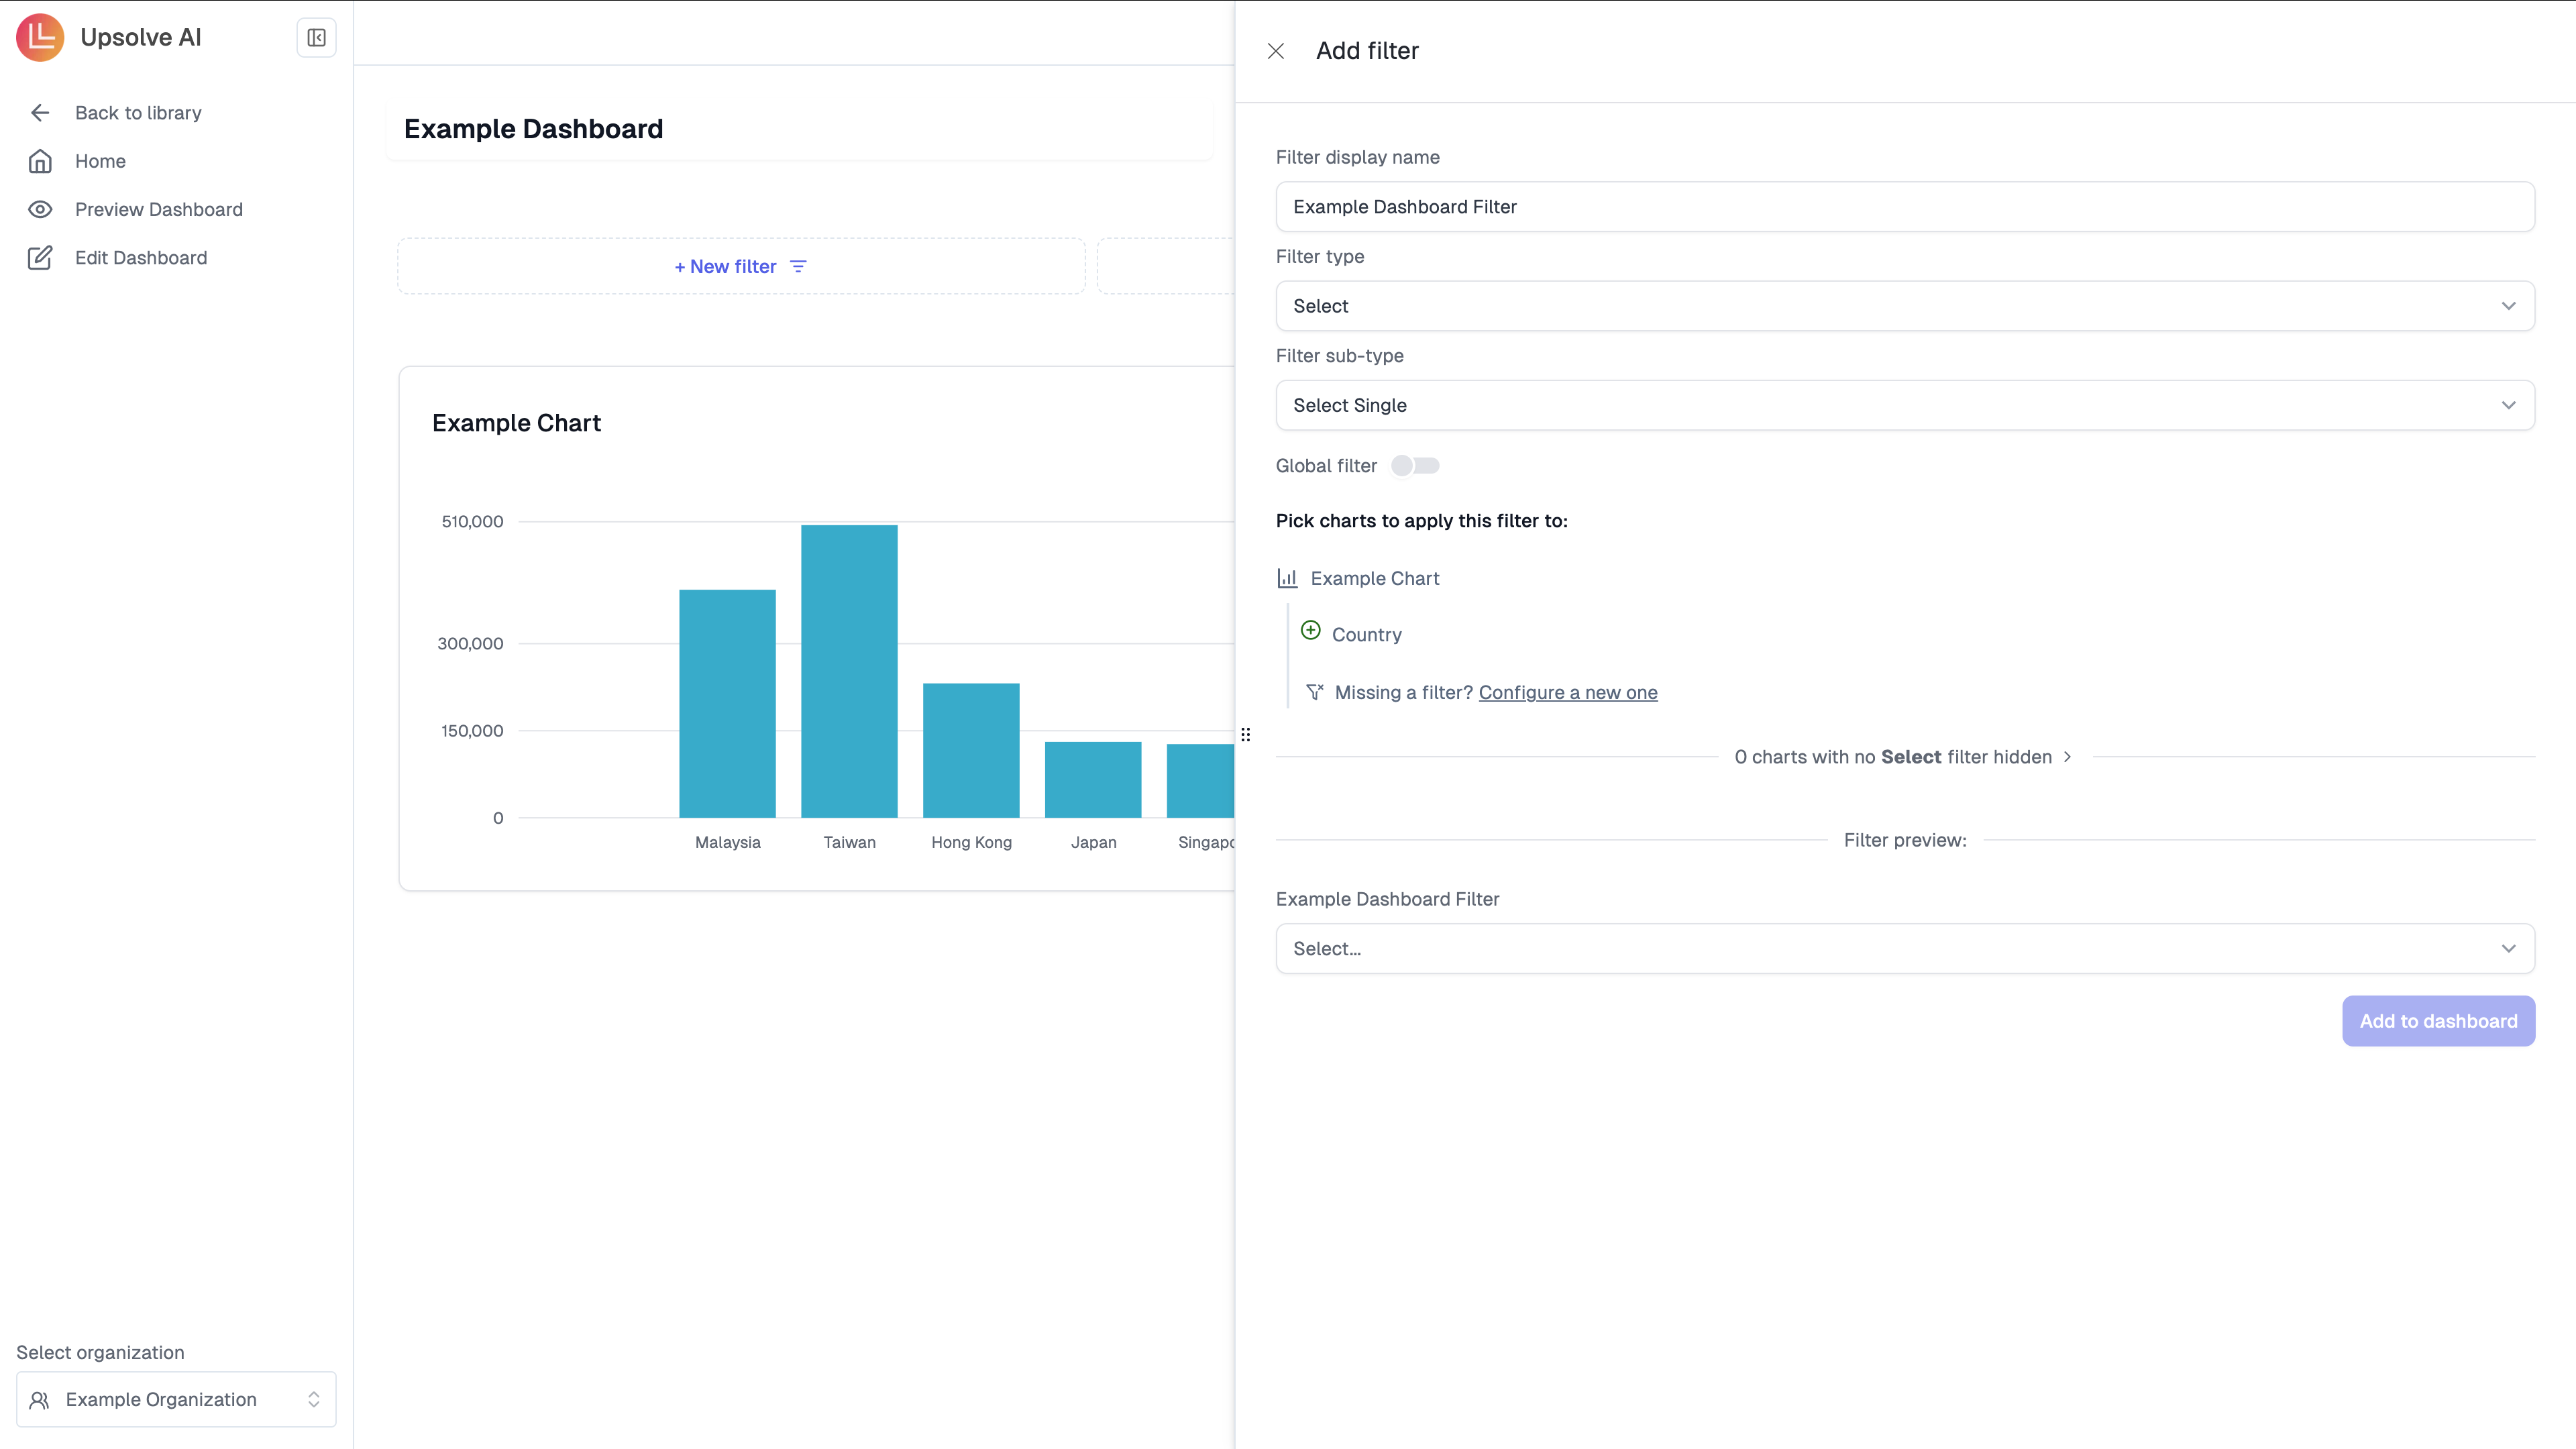 Upsolve AI
Back to library
Home
Preview Dashboard
Edit Dashboard
Select organization
Example Organization
Example Dashboard
+ New filter
Example Chart
510,000
300,000
150,000
0
Malaysia Taiwan Hong Kong Japan Singapo
Add filter
Filter display name
Example Dashboard Filter
Filter type
Select
Filter sub-type
Select Single
Global filter
Pick charts to apply this filter to:
Example Chart
Country
Missing a filter? Configure a new one
0 charts with no Select filter hidden
Filter preview:
Example Dashboard Filter
Select...
Add to dashboard